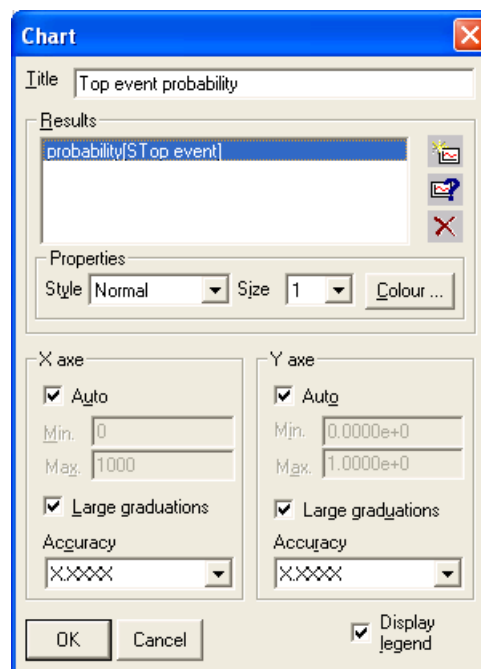 Chart
Title Top event probability
Results
probability[STop event]
Properties
Style Normal Size 1 Colour ...
X axe
Auto
Min. 0
Max. 1000
Large graduations
Accuracy
X.XXXX
Y axe
Auto
Min. 0.0000e+0
Max. 1.0000e+0
Large graduations
Accuracy
X.XXXX
OK Cancel
Display
legend